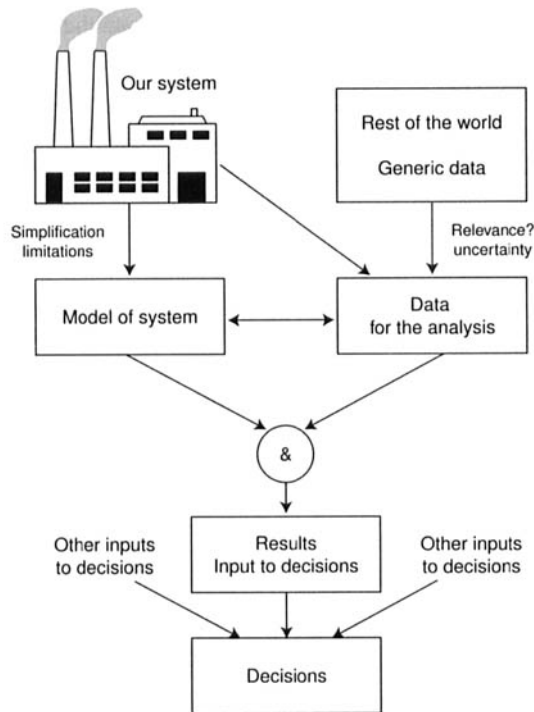 Our system
Rest of the world
Generic data
Simplification
limitations
Relevance?
uncertainty
Model of system
Data
for the analysis
&
Results
Input to decisions
Other inputs
to decisions
Other inputs
to decisions
Decisions